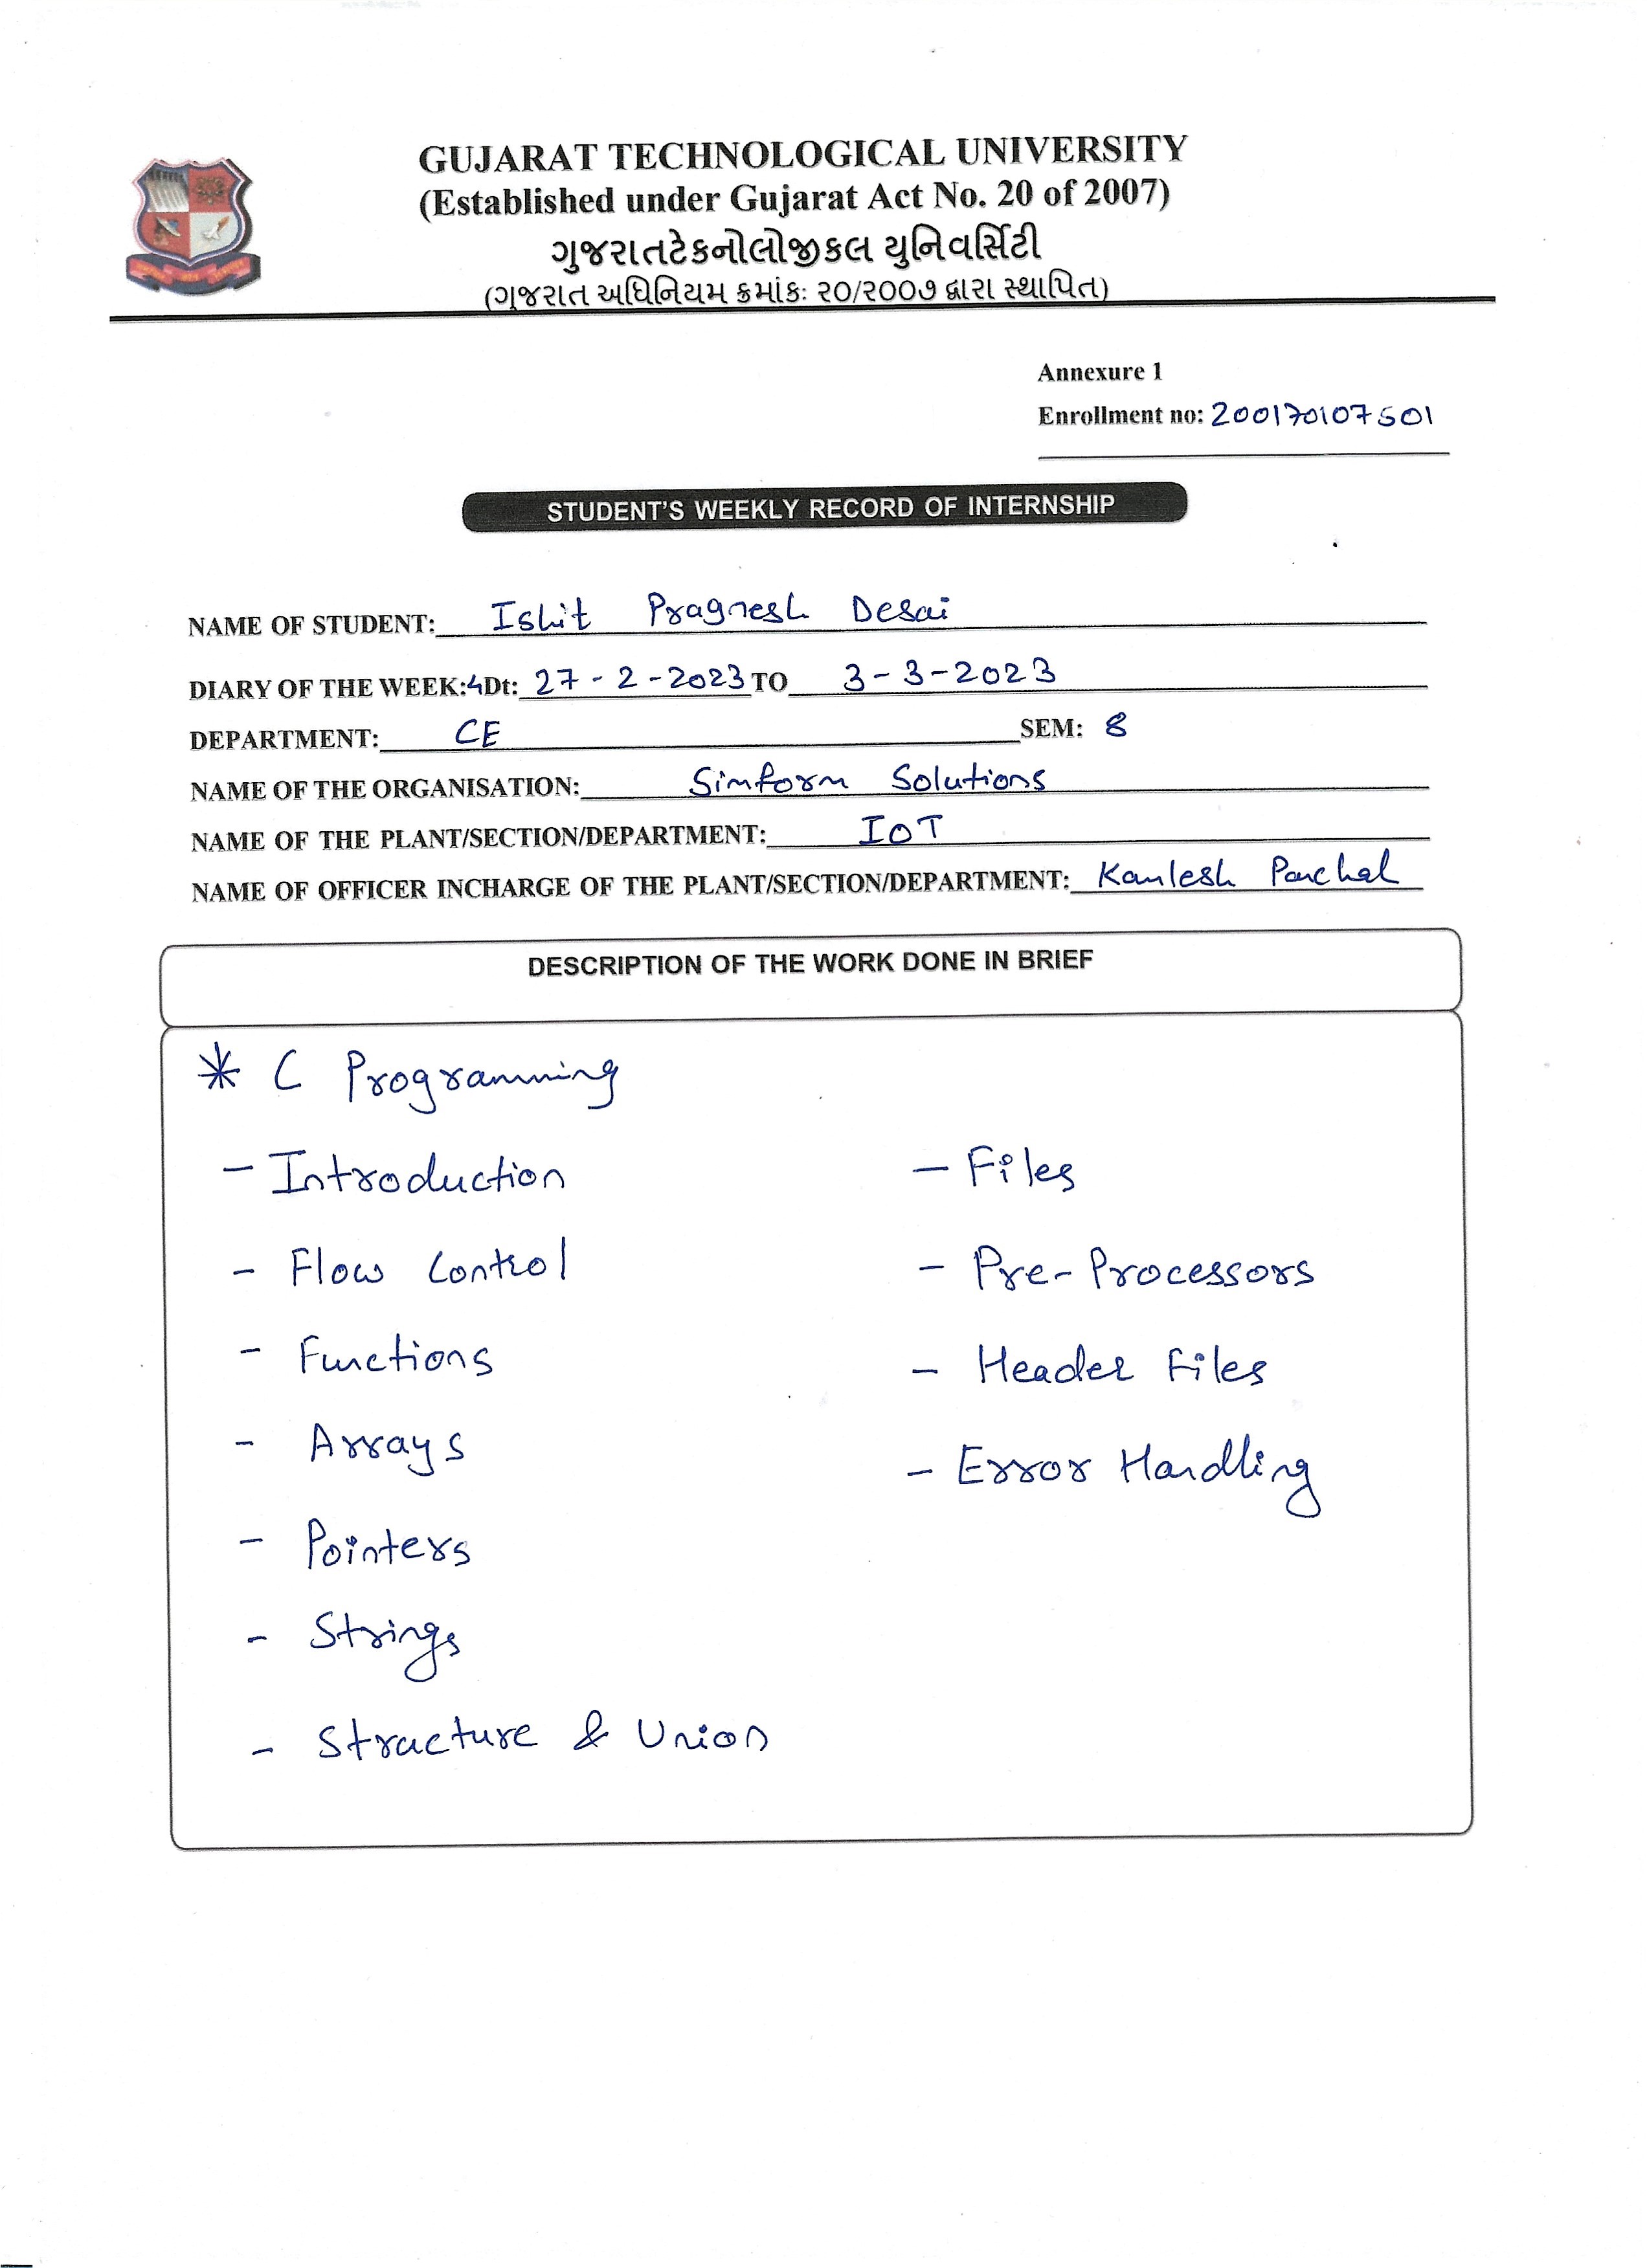 GUJARAT TECHNOLOGICAL UNIVERSITY
(Established under Gujarat Act No. 20 of 2007)
ગુજરાતટેકનોલોજીકલ યુનિવર્સિટી
(ગુજરાત અધિનિયમ ક્રમાંકઃ ૨૦/૨૦૦૭ દ્વારા સ્થાપિત)
Annexure 1
Enrollment no: 200170107501
STUDENT'S WEEKLY RECORD OF INTERNSHIP
NAME OF STUDENT: Ishit Pragnesh Desai
DIARY OF THE WEEK:4Dt: 27-2-2023 TO 3-3-2023
DEPARTMENT: CE SEM: 8
NAME OF THE ORGANISATION: Simform Solutions
NAME OF THE PLANT/SECTION/DEPARTMENT: IOT
NAME OF OFFICER INCHARGE OF THE PLANT/SECTION/DEPARTMENT: Kamlesh Panchal
DESCRIPTION OF THE WORK DONE IN BRIEF
* C Programming
- Introduction
- Flow Control
- Functions
- Arrays
- Pointers
- Strings
- Structure & Union
- Files
- Pre-Processors
- Header Files
- Error Handling